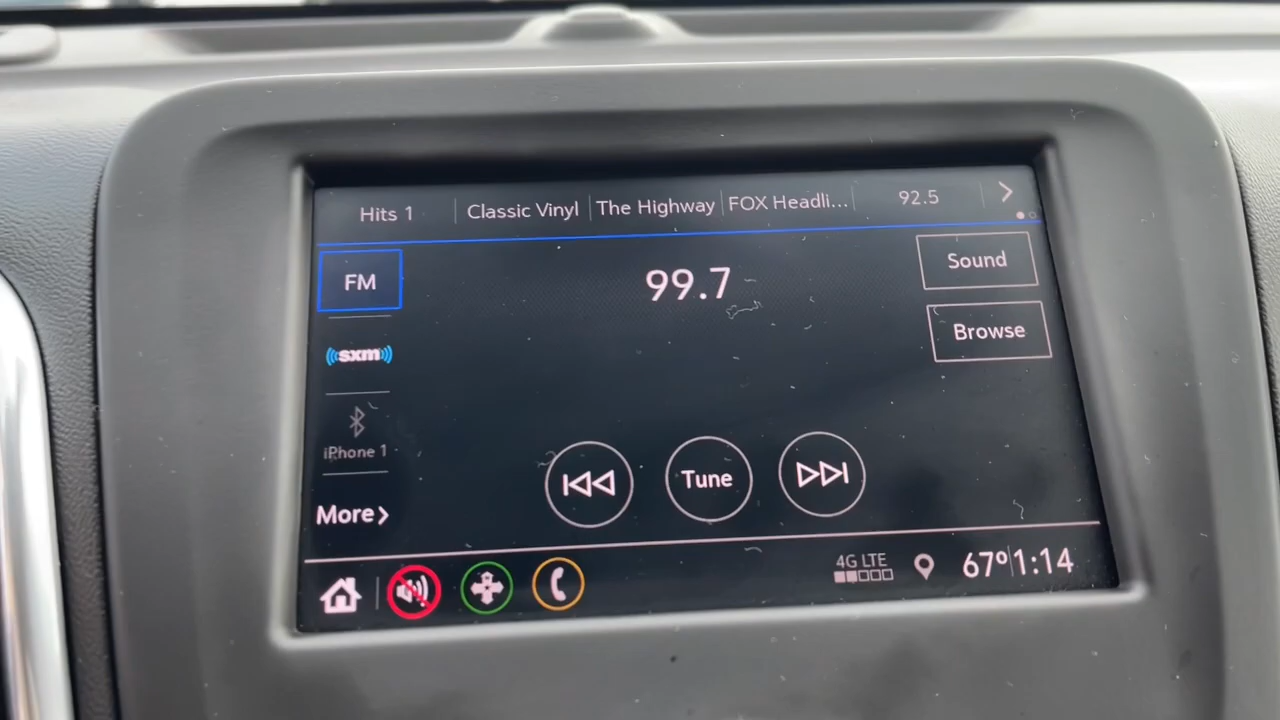 Hits 1 Classic Vinyl The Highway FOX Headli... 92.5
FM
99.7
Sound
sxm
Browse
iPhone 1
Tune
More
4G LTE
67° 1:14